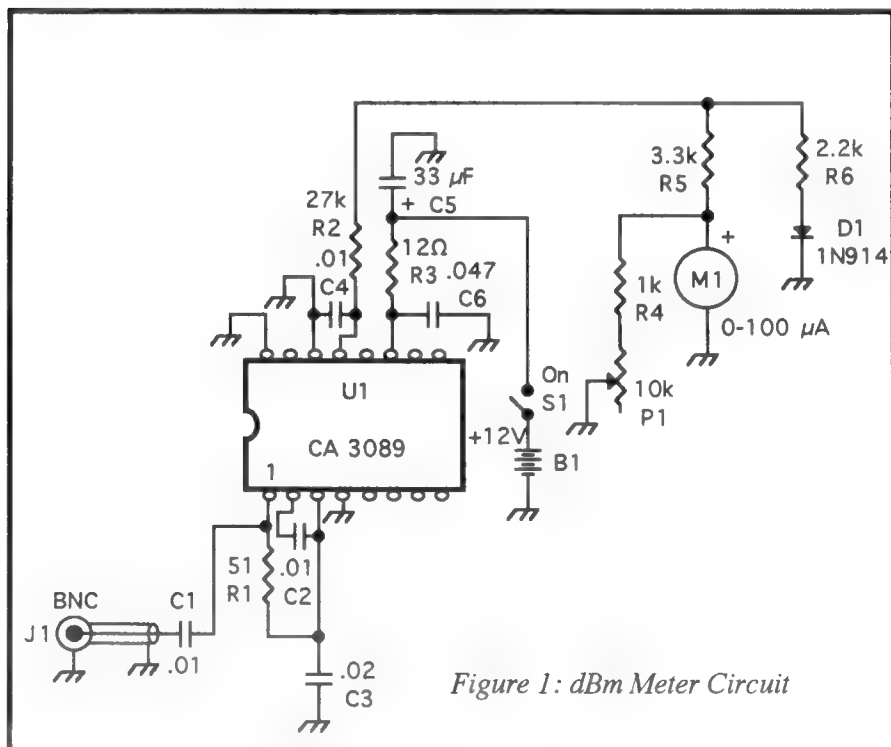 33 µF
+ C5
27k
R2
.01
C4
12Ω
R3
.047
C6
3.3k
R5
2.2k
R6
D1
1N914
+
M1
0-100 µA
1k
R4
10k
P1
On
S1
+12V
B1
U1
CA 3089
1
51
R1
.01
C2
BNC
J1
C1
.01
.02
C3
Figure 1: dBm Meter Circuit